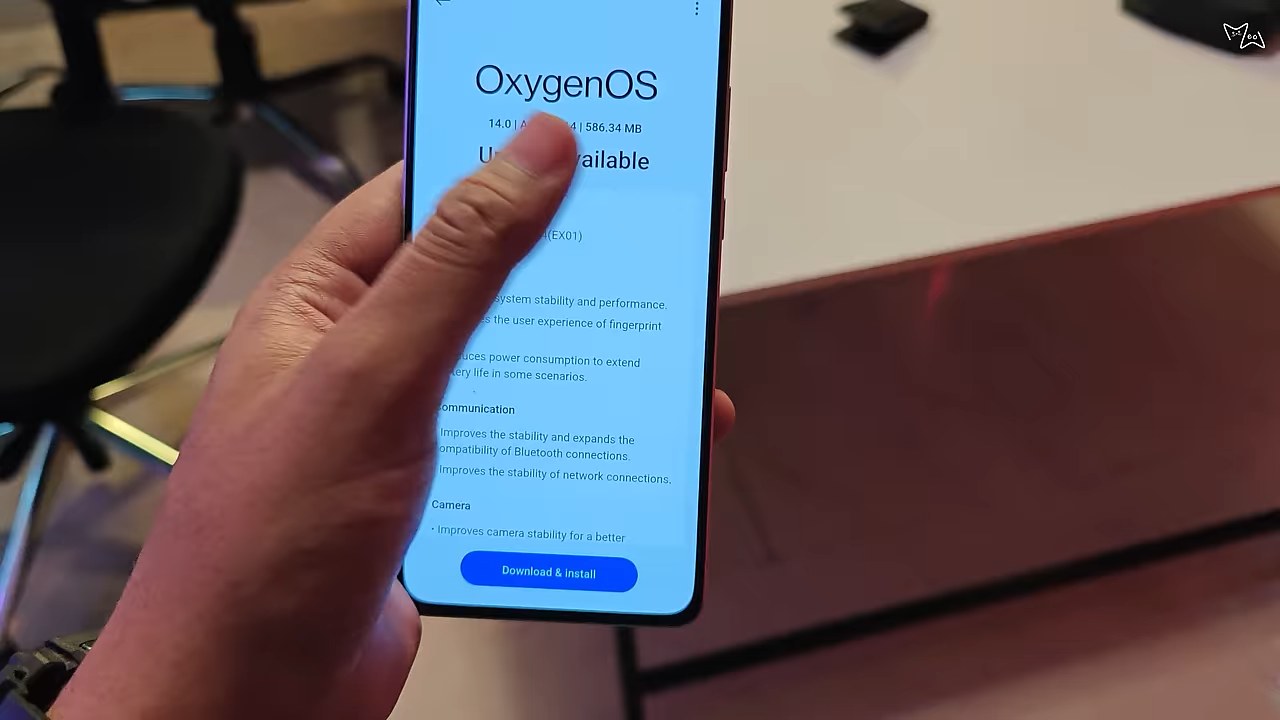 OxygenOS
14.0 | 4 | 586.34 MB
vailable
(EX01)
system stability and performance.
the user experience of fingerprint
uces power consumption to extend
tery life in some scenarios.
ommunication
Improves the stability and expands the
ompatibility of Bluetooth connections.
Improves the stability of network connections.
Camera
· Improves camera stability for a better
Download & install